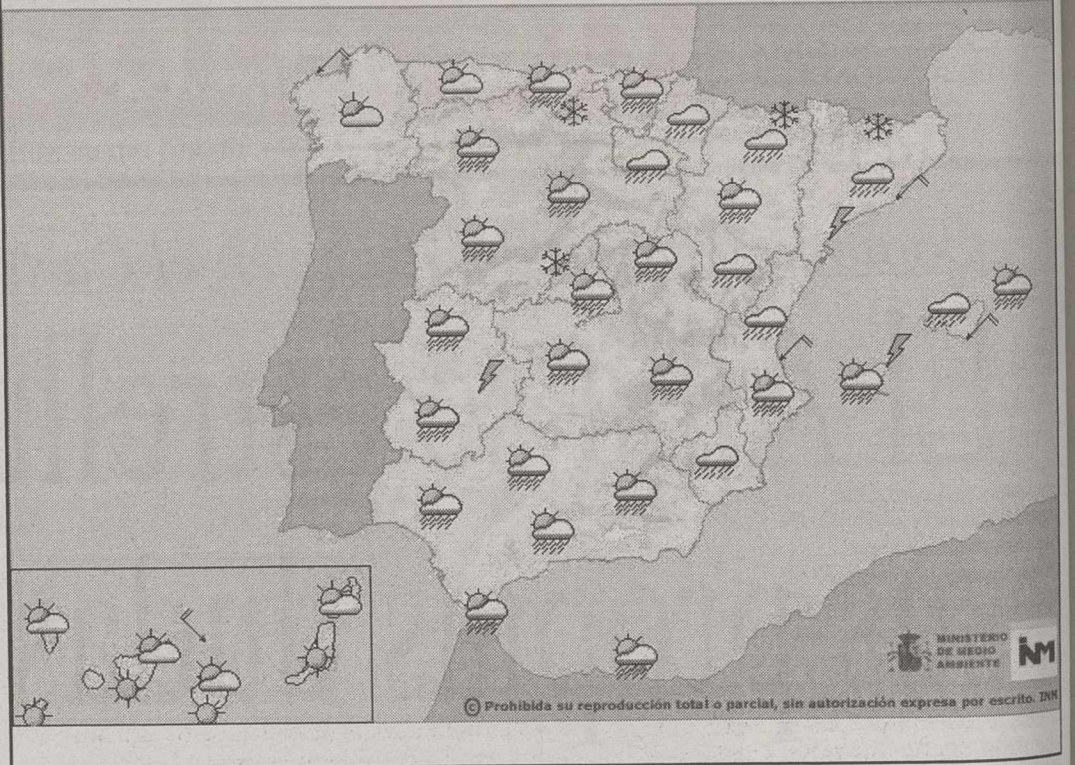 MINISTERIO
DE MEDIO
AMBIENTE
INM
© Prohibida su reproducción total o parcial, sin autorización expresa por escrito. INM